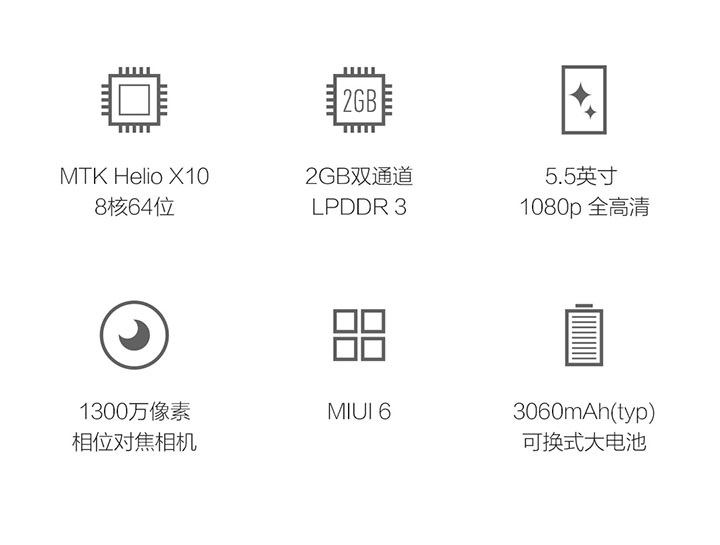 2GB
MTK Helio X10
8核64位
2GB双通道
LPDDR 3
5.5英寸
1080p 全高清
1300万像素
相位对焦相机
MIUI 6
3060mAh(typ)
可换式大电池